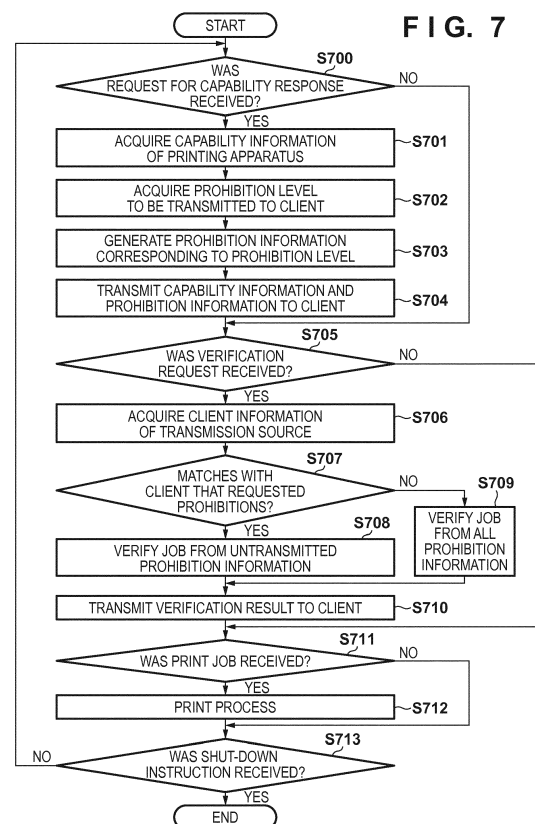 START
F I G. 7
S700
WAS
REQUEST FOR CAPABILITY RESPONSE
RECEIVED?
NO
YES
ACQUIRE CAPABILITY INFORMATION
OF PRINTING APPARATUS
S701
ACQUIRE PROHIBITION LEVEL
TO BE TRANSMITTED TO CLIENT
S702
GENERATE PROHIBITION INFORMATION
CORRESPONDING TO PROHIBITION LEVEL
S703
TRANSMIT CAPABILITY INFORMATION AND
PROHIBITION INFORMATION TO CLIENT
S704
S705
WAS VERIFICATION
REQUEST RECEIVED?
NO
YES
ACQUIRE CLIENT INFORMATION
OF TRANSMISSION SOURCE
S706
S707
MATCHES WITH
CLIENT THAT REQUESTED
PROHIBITIONS?
NO
YES
S708
VERIFY JOB FROM UNTRANSMITTED
PROHIBITION INFORMATION
S709
VERIFY JOB
FROM ALL
PROHIBITION
INFORMATION
TRANSMIT VERIFICATION RESULT TO CLIENT
S710
S711
WAS PRINT JOB RECEIVED?
NO
YES
PRINT PROCESS
S712
S713
WAS SHUT-DOWN
INSTRUCTION RECEIVED?
NO
YES
END